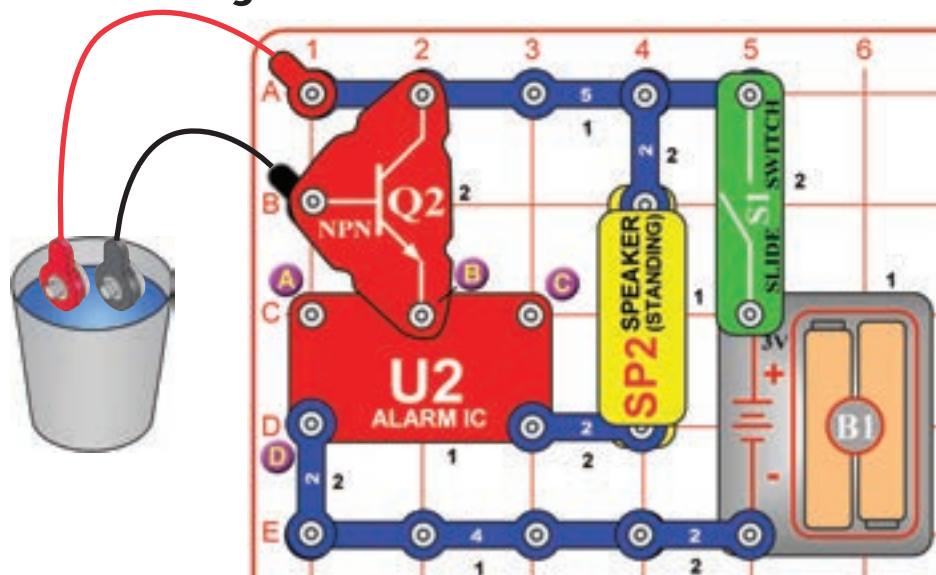 g
1 2 3 4 5 6
A
5
1
2
2
SLIDE S1 SWITCH
2
B
NPN Q2
2
A
B
C
C
SP2 SPEAKER
(STANDING)
1
1
3V
+
-
B1
U2
ALARM IC
D
D
1
2
2
2
2
E
4
1
2
2